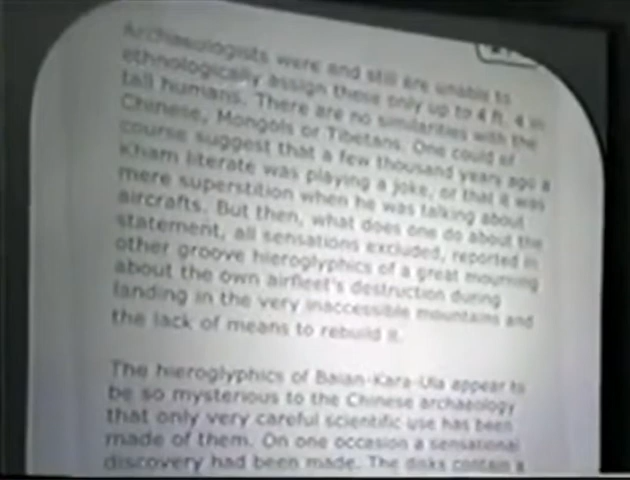 Archaeologists were and still are unable to
ethnologically assign these only up to 4 ft. 4 in
tall humans. There are no similarities with the
Chinese, Mongols or Tibetans. One could of
course suggest that a few thousand years ago a
Kham literate was playing a joke, or that it was
mere superstition when he was talking about
aircrafts. But then, what does one do about the
statement, all sensations excluded, reported in
other groove hieroglyphics of a great mourning
about the own airfleet's destruction during
landing in the very inaccessible mountains and
the lack of means to rebuild it.
The hieroglyphics of Baian-Kara-Ula appear to
be so mysterious to the Chinese archaeology
that only very careful scientific use has been
made of them. On one occasion a sensational
discovery had been made. The disks contain a